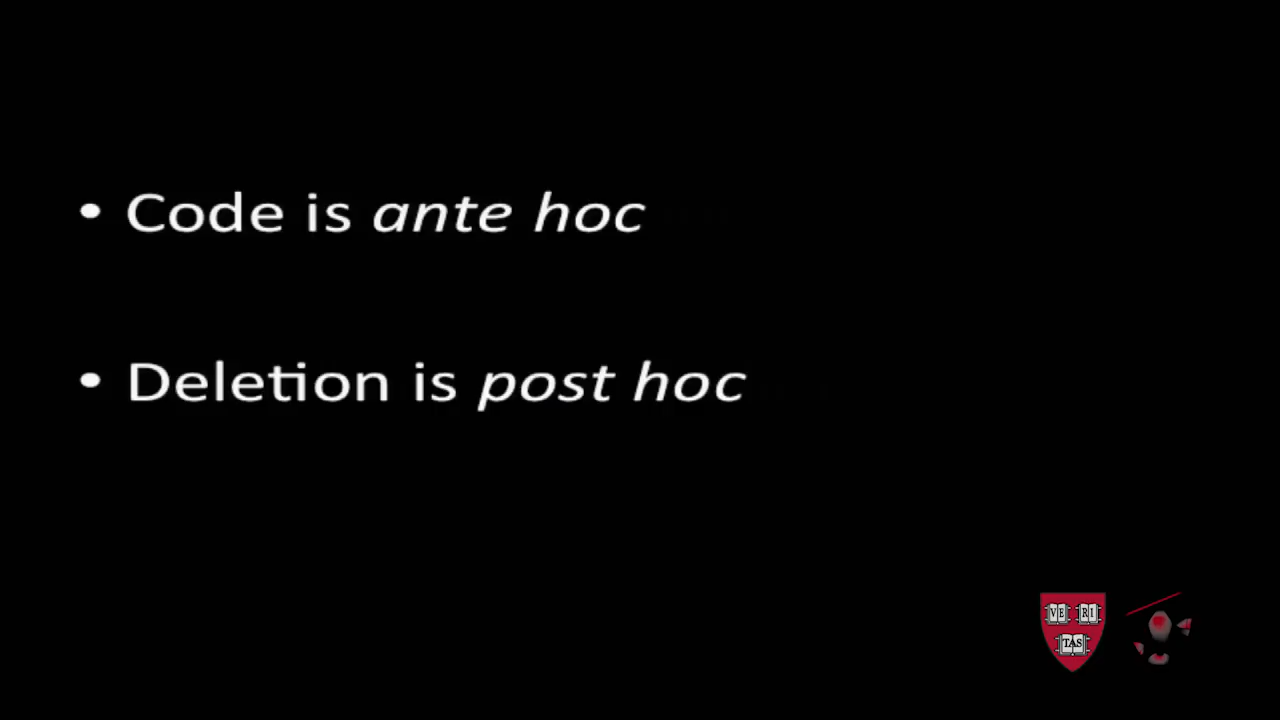 • Code is ante hoc
• Deletion is post hoc
VE RI
TAS